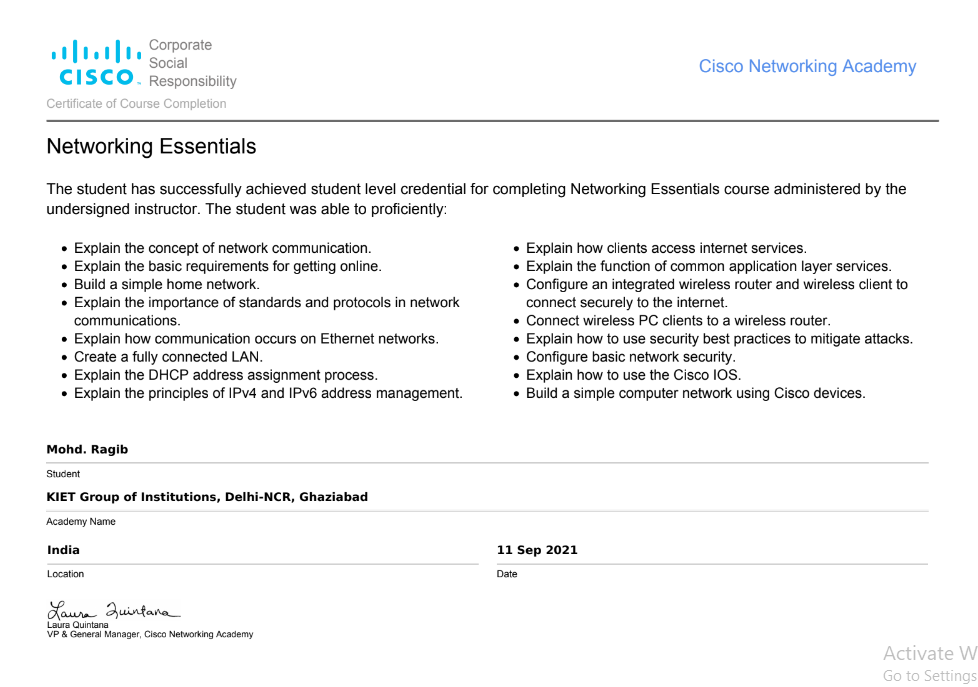 Corporate
Social
CISCO Responsibility
Cisco Networking Academy
Certificate of Course Completion
Networking Essentials
The student has successfully achieved student level credential for completing Networking Essentials course administered by the
undersigned instructor. The student was able to proficiently:
• Explain the concept of network communication.
• Explain the basic requirements for getting online.
• Build a simple home network.
• Explain the importance of standards and protocols in network
communications.
• Explain how communication occurs on Ethernet networks.
• Create a fully connected LAN.
• Explain the DHCP address assignment process.
• Explain the principles of IPv4 and IPv6 address management.
• Explain how clients access internet services.
• Explain the function of common application layer services.
• Configure an integrated wireless router and wireless client to
connect securely to the internet.
• Connect wireless PC clients to a wireless router.
• Explain how to use security best practices to mitigate attacks.
• Configure basic network security.
• Explain how to use the Cisco IOS.
• Build a simple computer network using Cisco devices.
Mohd. Ragib
Student
KIET Group of Institutions, Delhi-NCR, Ghaziabad
Academy Name
India
Location
11 Sep 2021
Date
Laura Quintana
Laura Quintana
VP & General Manager, Cisco Networking Academy
Activate W
Go to Settings